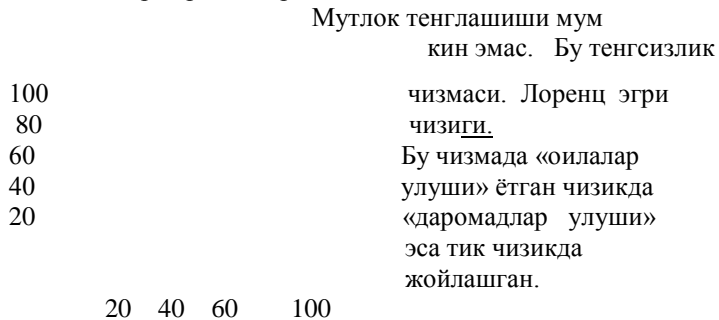 Мутлок тенглашиши мум
кин эмас. Бу тенгсизлик
100 чизмаси. Лоренц эгри
80 чизиги.
60 Бу чизмада «оилалар
40 улуши» ётган чизикда
20 «даромадлар улуши»
эса тик чизикда
жойлашган.
20 40 60 100